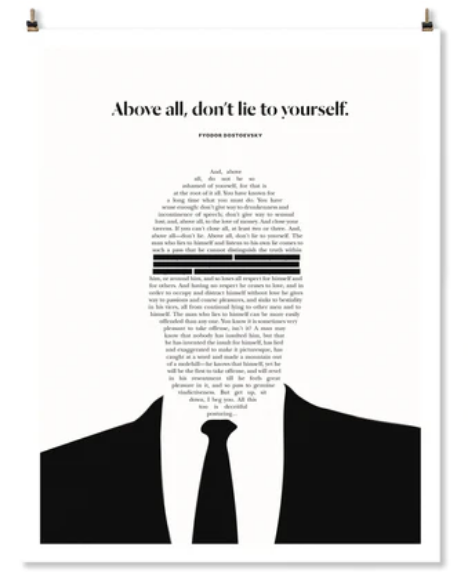 Above all, don't lie to yourself.
FYODOR DOSTOEVSKY
And, above
all, do not be so
ashamed of yourself, for that is
at the root of it all. You have known for
a long time what you must do. You have
sense enough: don't give way to drunkenness and
incontinence of speech; don't give way to sensual
lust; and, above all, to the love of money. And close your
taverns. If you can't close all, at least two or three. And,
above all—don't lie. Above all, don't lie to yourself. The
man who lies to himself and listens to his own lie comes to
such a pass that he cannot distinguish the truth within
him, or around him, and so loses all respect for himself and
for others. And having no respect he ceases to love, and in
order to occupy and distract himself without love he gives
way to passions and coarse pleasures, and sinks to bestiality
in his vices, all from continual lying to other men and to
himself. The man who lies to himself can be more easily
offended than any one. You know it is sometimes very
pleasant to take offense, isn't it? A man may
know that nobody has insulted him, but that
he has invented the insult for himself, has lied
and exaggerated to make it picturesque, has
caught at a word and made a mountain out
of a molehill—he knows that himself, yet he
will be the first to take offense, and will revel
in his resentment till he feels great
pleasure in it, and so pass to genuine
vindictiveness. But get up, sit
down, I beg you. All this
too is deceitful
posturing...